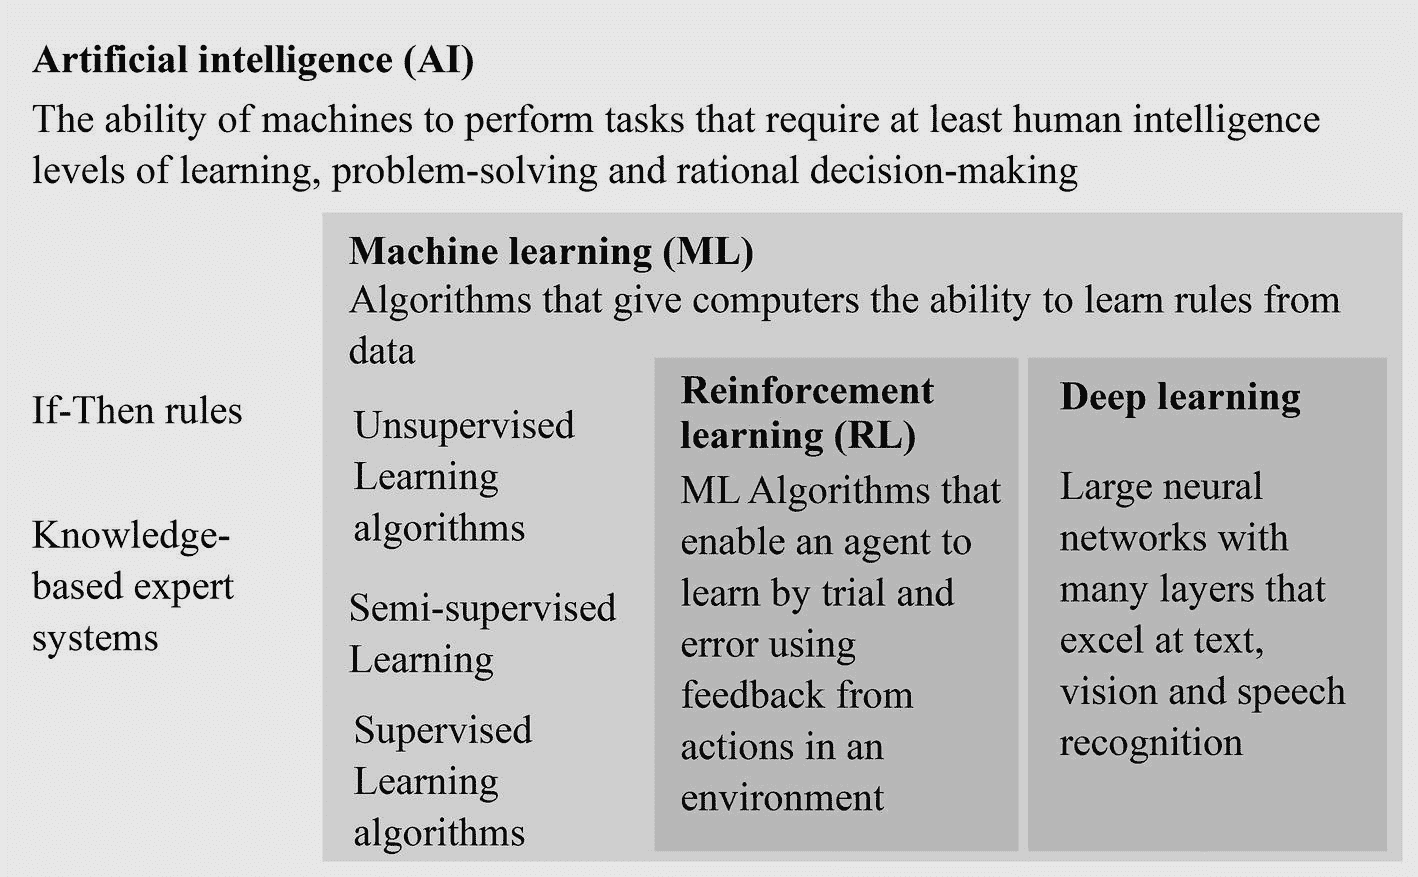 Artificial intelligence (AI)
The ability of machines to perform tasks that require at least human intelligence
levels of learning, problem-solving and rational decision-making
If-Then rules
Knowledge-
based expert
systems
Machine learning (ML)
Algorithms that give computers the ability to learn rules from
data
Unsupervised
Learning
algorithms
Semi-supervised
Learning
Supervised
Learning
algorithms
Reinforcement
learning (RL)
ML Algorithms that
enable an agent to
learn by trial and
error using
feedback from
actions in an
environment
Deep learning
Large neural
networks with
many layers that
excel at text,
vision and speech
recognition